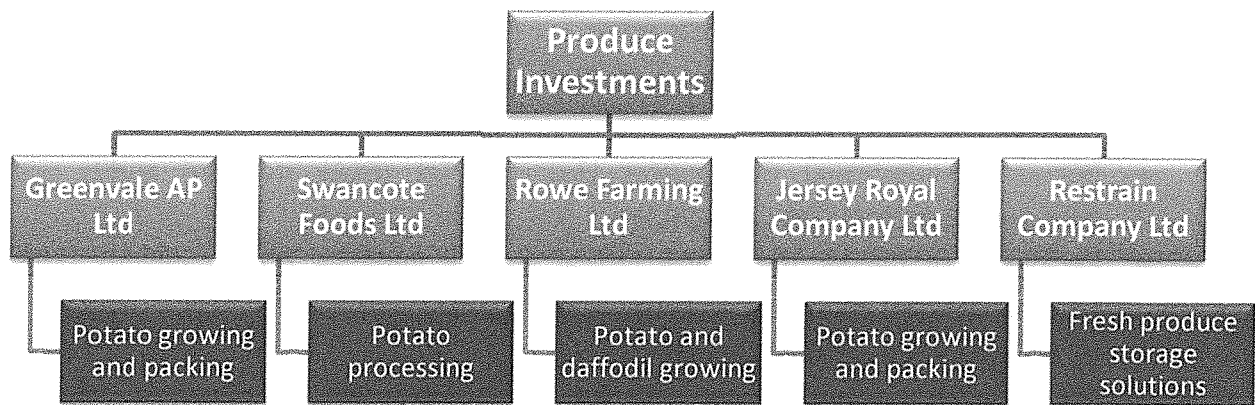 Produce
Investments
Greenvale AP
Ltd
Swancote
Foods Ltd
Rowe Farming
Ltd
Jersey Royal
Company Ltd
Restrain
Company Ltd
Potato growing
and packing
Potato
processing
Potato and
daffodil growing
Potato growing
and packing
Fresh produce
storage
solutions